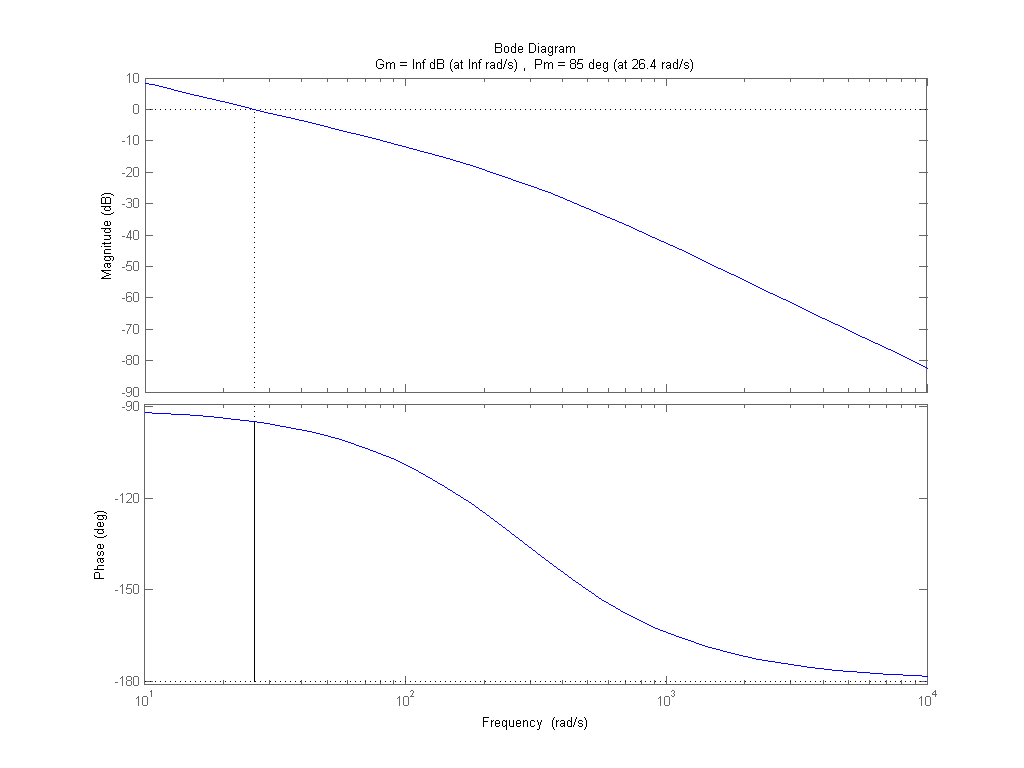 Bode Diagram
Gm = Inf dB (at Inf rad/s) , Pm = 85 deg (at 26.4 rad/s)
10
0
-10
-20
-30
-40
-50
-60
-70
-80
-90
Magnitude (dB)
-90
-120
-150
-180
Phase (deg)
10^1 10^2 10^3 10^4
Frequency (rad/s)